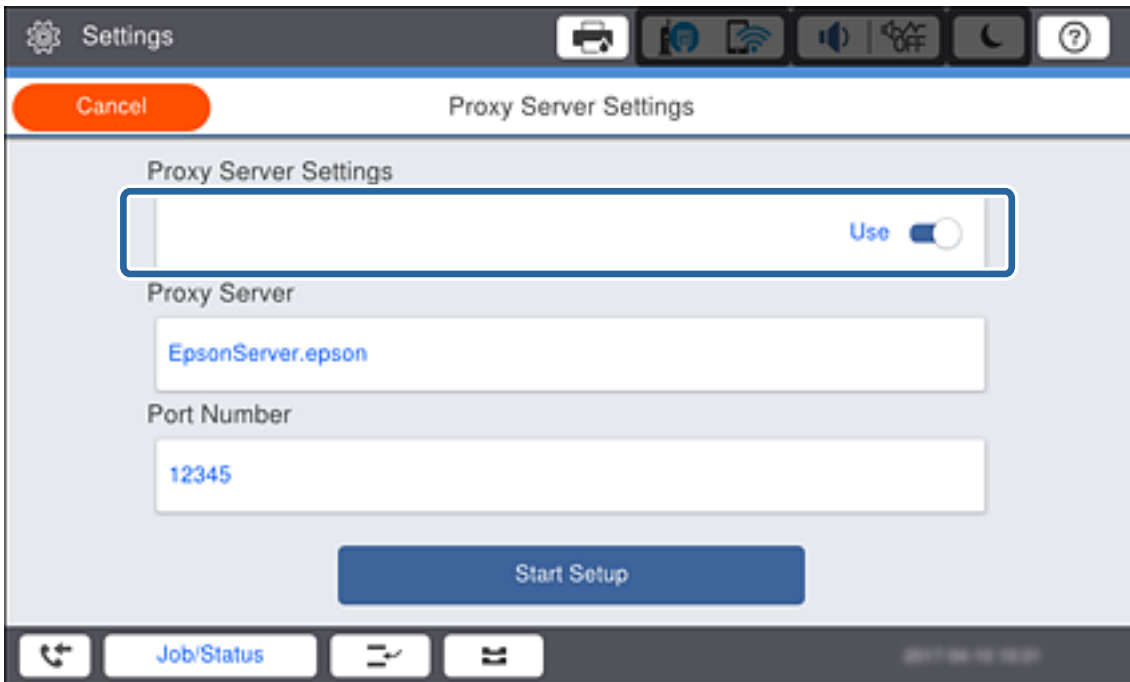 Settings
OFF
Cancel
Proxy Server Settings
Proxy Server Settings
Use
Proxy Server
EpsonServer.epson
Port Number
12345
Start Setup
Job/Status